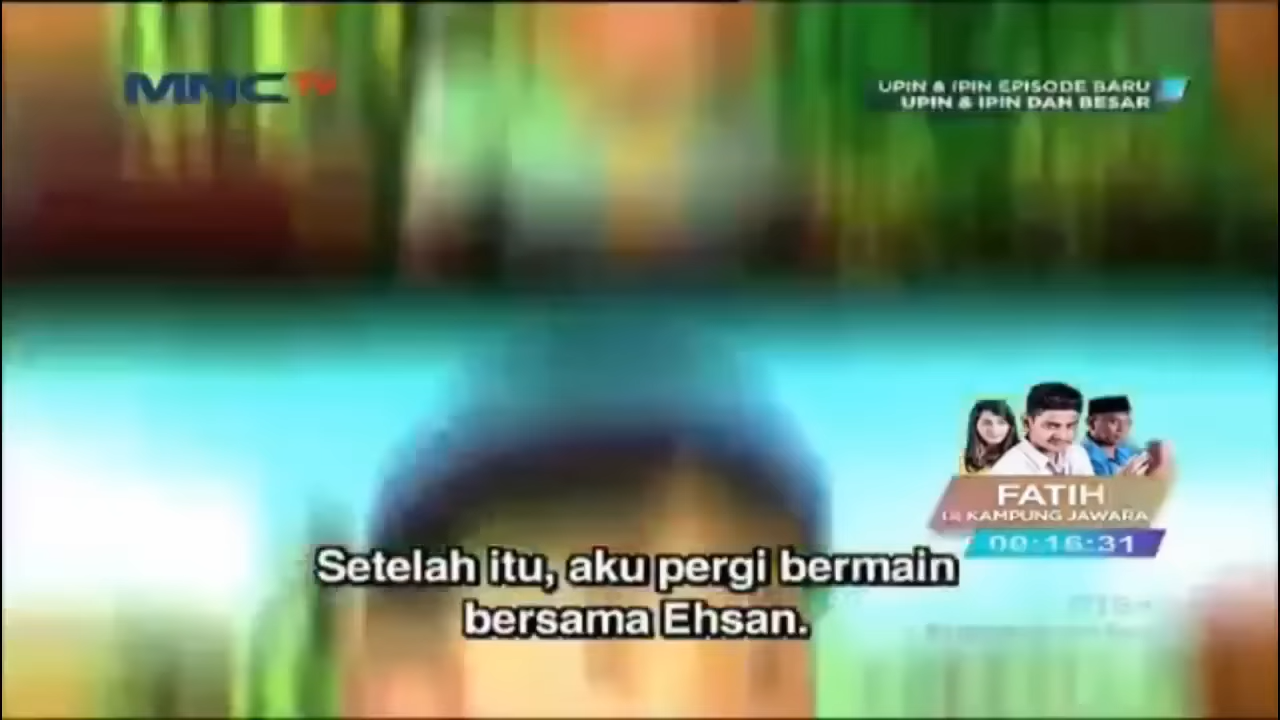 MNCTV
UPIN & IPIN EPISODE BARU
UPIN & IPIN DAN BESAR
FATIH
DI KAMPUNG JAWARA
00:16:31
Setelah itu, aku pergi bermain
bersama Ehsan.